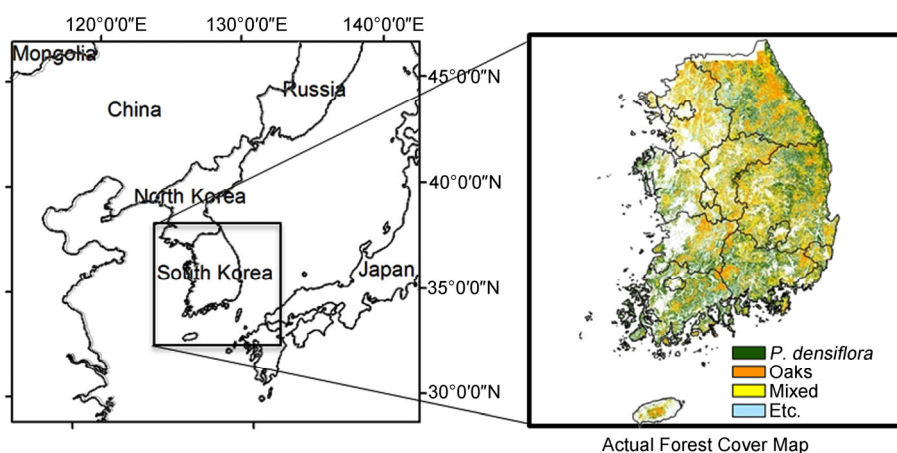 120°0′0″E 130°0′0″E 140°0′0″E
Mongolia
45°0′0″N
Russia
China
40°0′0″N
North Korea
South Korea
Japan
35°0′0″N
30°0′0″N
P. densiflora
Oaks
Mixed
Etc.
Actual Forest Cover Map